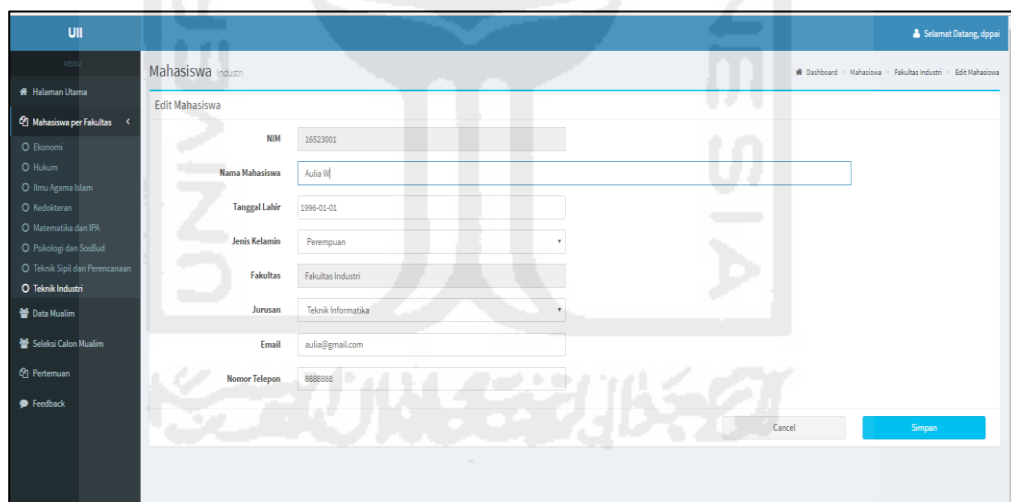 UII
Selamat Datang, dppai
MENU
Mahasiswa Industri
Dashboard > Mahasiswa > Fakultas Industri > Edit Mahasiswa
Halaman Utama
Mahasiswa per Fakultas <
Ekonomi
Hukum
Ilmu Agama Islam
Kedokteran
Matematika dan IPA
Psikologi dan SosBud
Teknik Sipil dan Perencanaan
Teknik Industri
Data Mualim
Seleksi Calon Mualim
Pertemuan
Feedback
Edit Mahasiswa
NIM 16523001
Nama Mahasiswa Aulia W
Tanggal Lahir 1996-01-01
Jenis Kelamin Perempuan
Fakultas Fakultas Industri
Jurusan Teknik Informatika
Email aulia@gmail.com
Nomor Telepon 8888888
Cancel Simpan